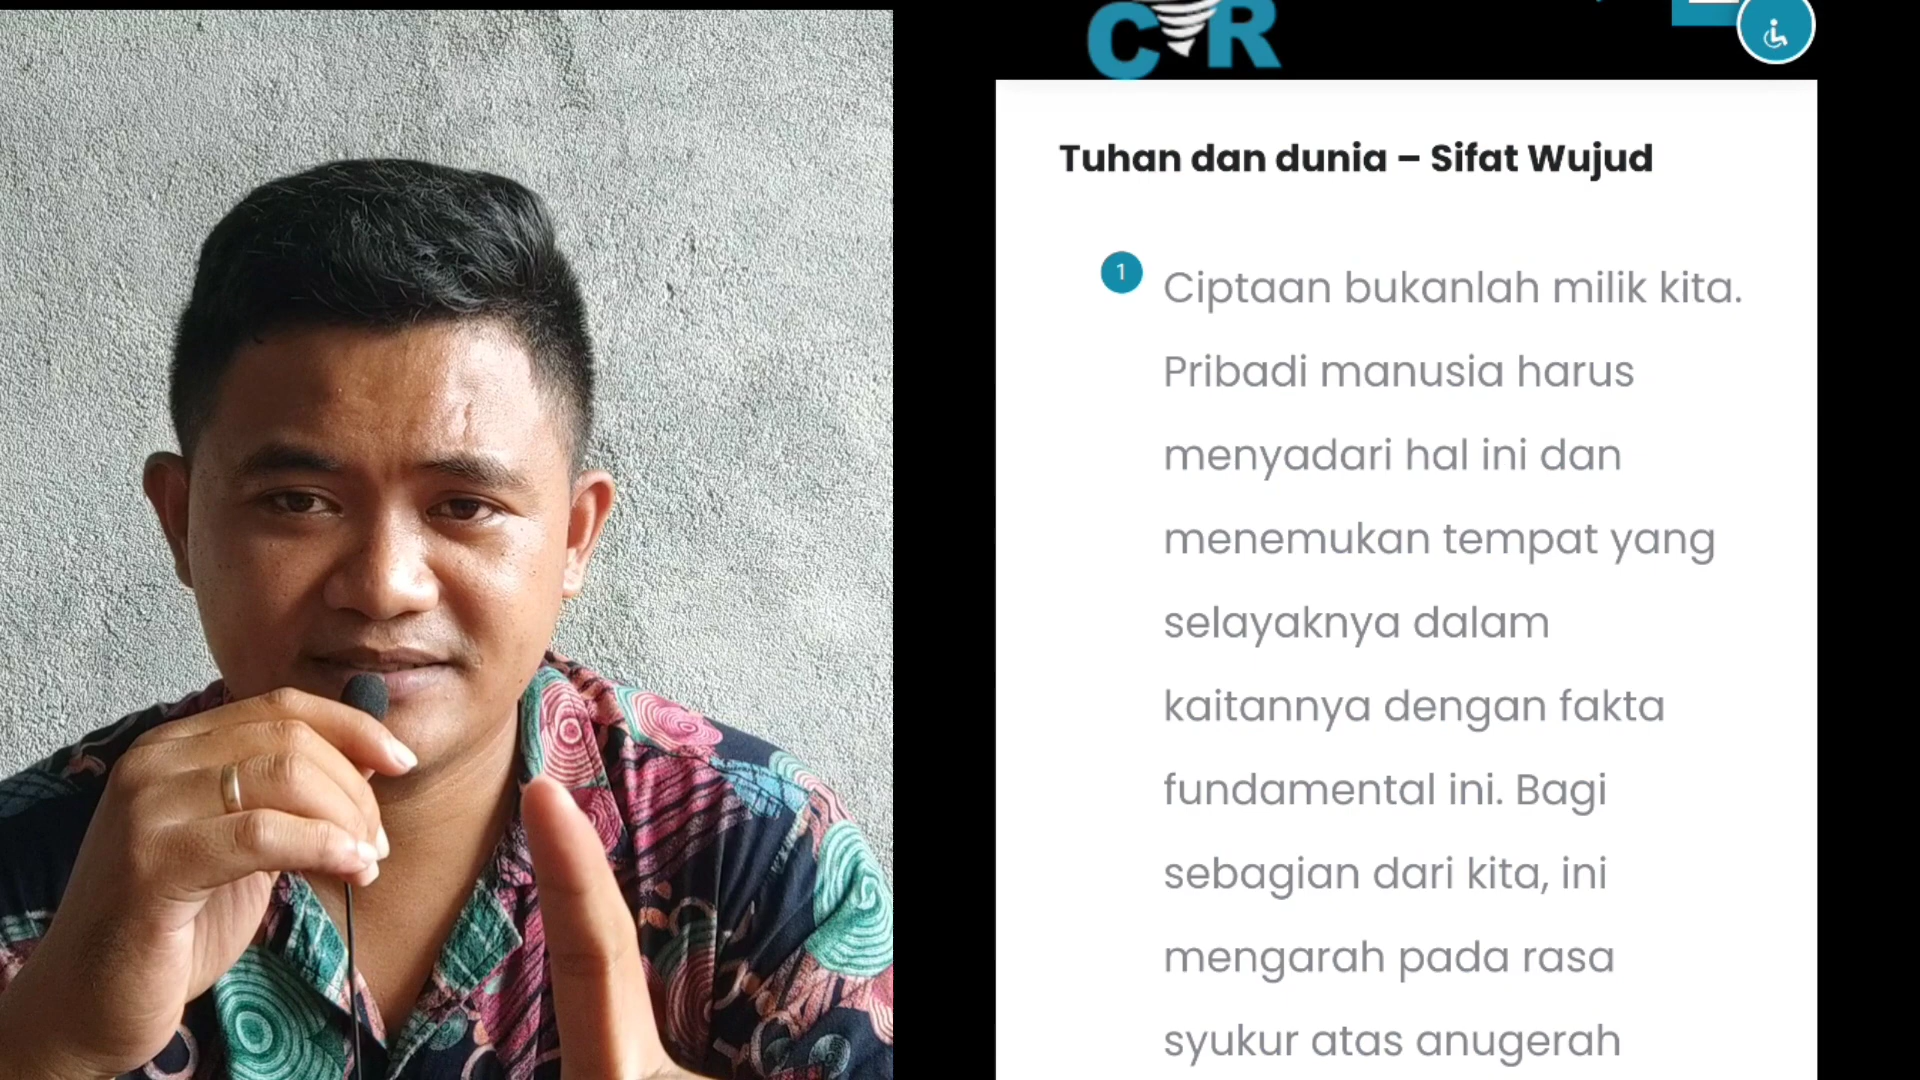 C R
Tuhan dan dunia – Sifat Wujud
1
Ciptaan bukanlah milik kita.
Pribadi manusia harus
menyadari hal ini dan
menemukan tempat yang
selayaknya dalam
kaitannya dengan fakta
fundamental ini. Bagi
sebagian dari kita, ini
mengarah pada rasa
syukur atas anugerah